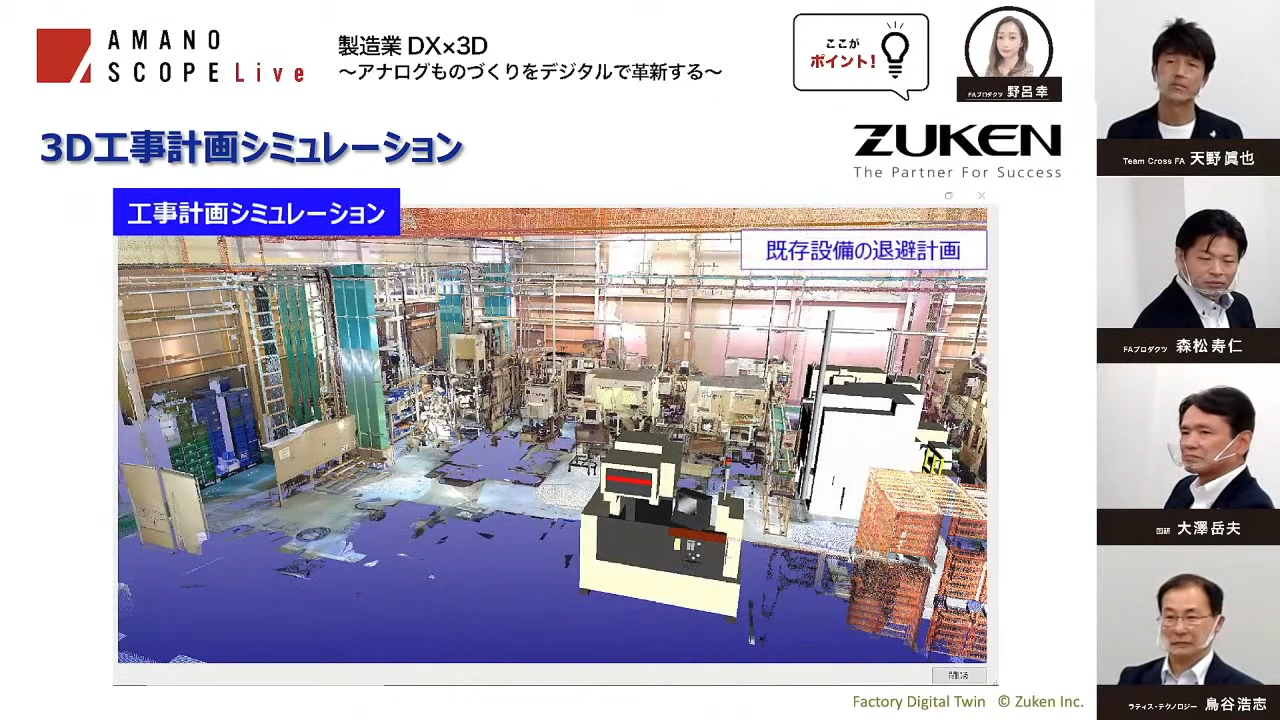 AMANO
SCOPE Live
製造業 DX×3D
～アナログものづくりをデジタルで革新する～
ここが
ポイント!
FAプロダクツ 野呂幸
Team Cross FA 天野眞也
3D工事計画シミュレーション
ZUKEN
The Partner For Success
工事計画シミュレーション
既存設備の退避計画
FAプロダクツ 森松寿仁
図研 大澤岳夫
閉じる
ラティス・テクノロジー 鳥谷浩志
Factory Digital Twin © Zuken Inc.